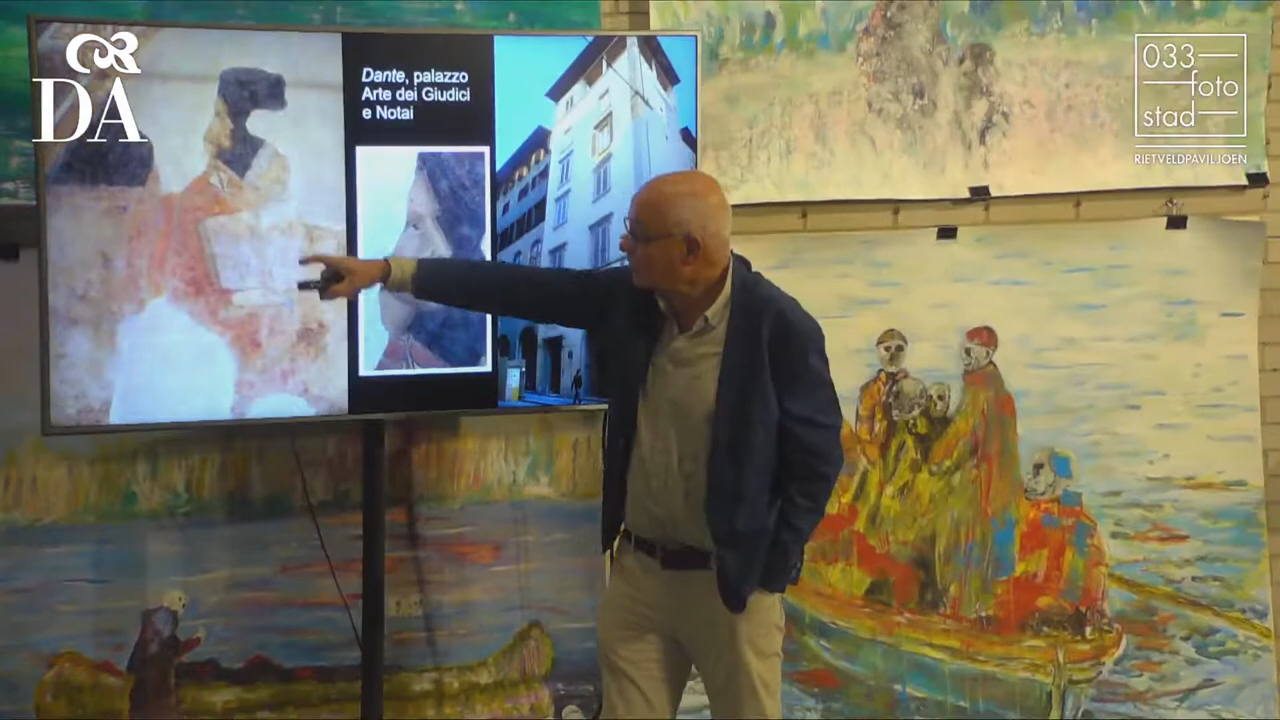 DA
Dante, palazzo
Arte dei Giudici
e Notai
033
foto
stad
RIETVELDPAVILJOEN